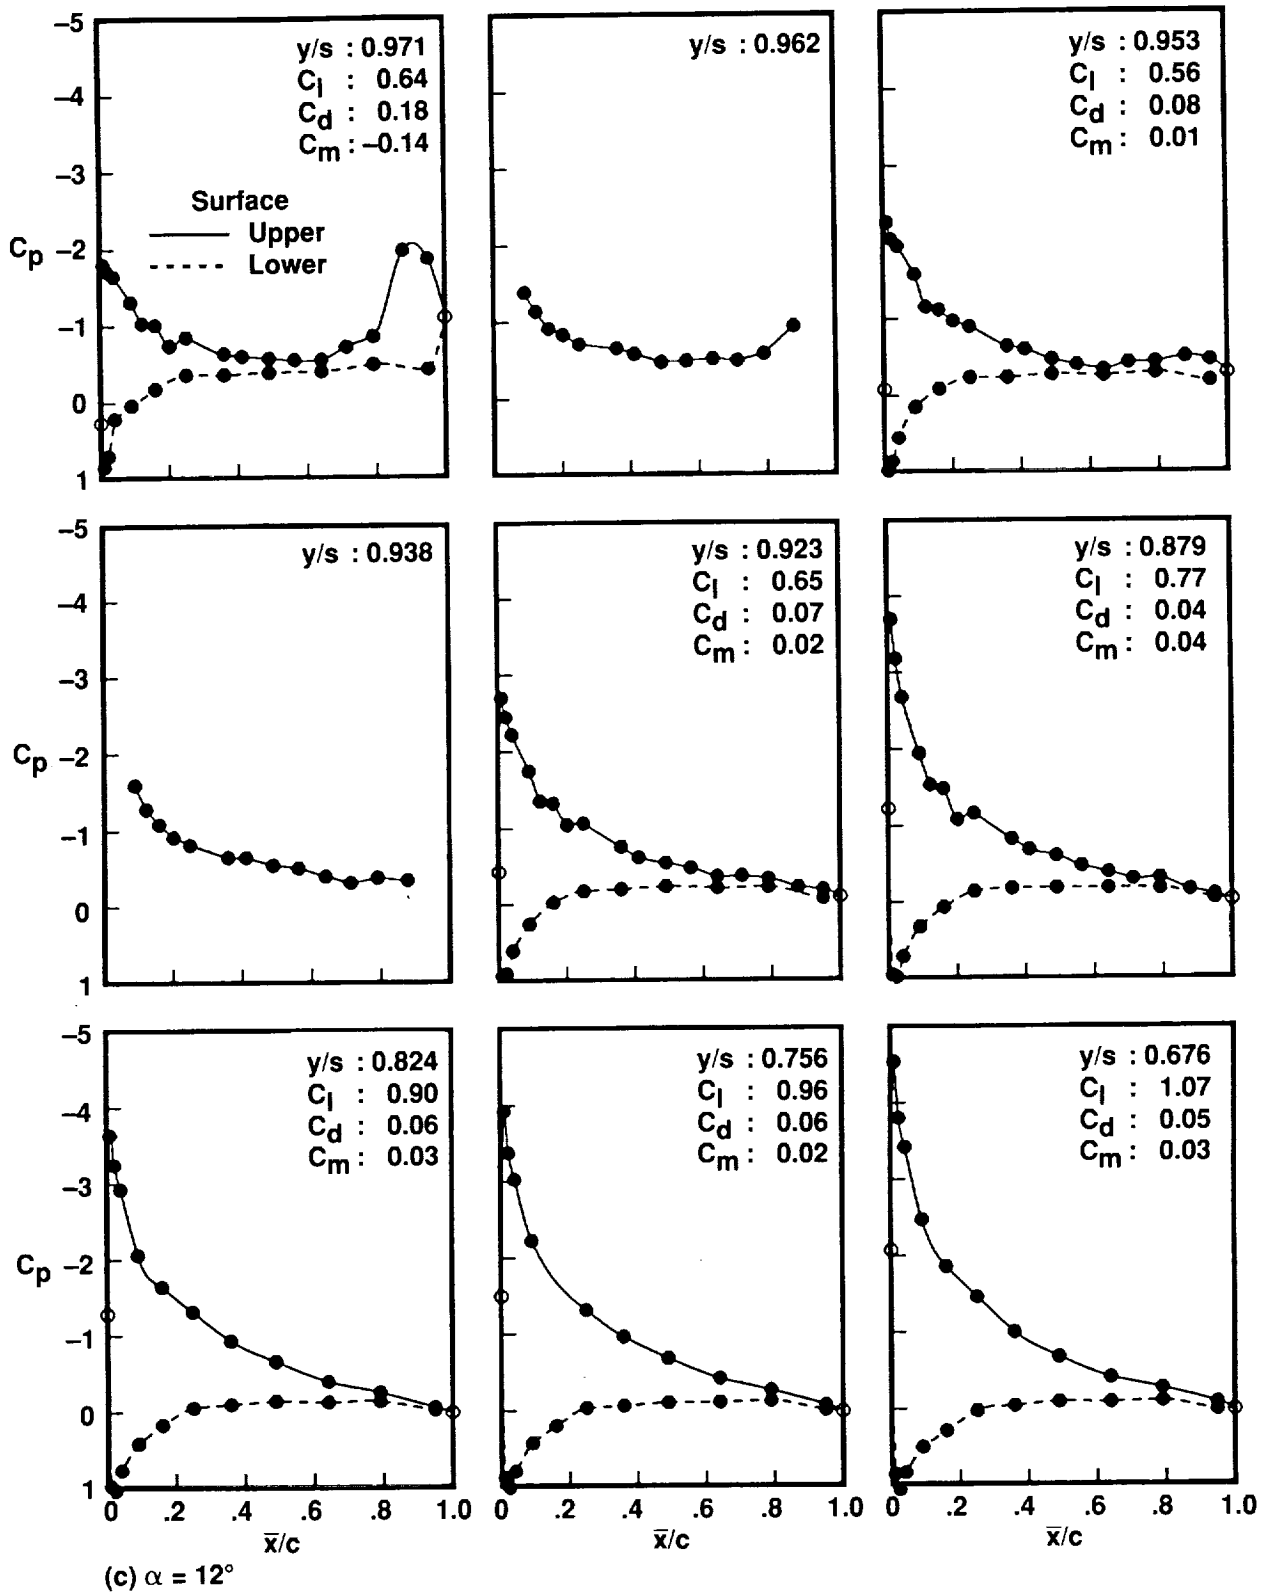 −5
−4
−3
−2
−1
0
1
Cp
y/s : 0.971
Cl : 0.64
Cd : 0.18
Cm : −0.14
Surface
Upper
Lower
y/s : 0.962
y/s : 0.953
Cl : 0.56
Cd : 0.08
Cm : 0.01
−5
−4
−3
−2
−1
0
1
Cp
y/s : 0.938
y/s : 0.923
Cl : 0.65
Cd : 0.07
Cm : 0.02
y/s : 0.879
Cl : 0.77
Cd : 0.04
Cm : 0.04
−5
−4
−3
−2
−1
0
1
Cp
y/s : 0.824
Cl : 0.90
Cd : 0.06
Cm : 0.03
y/s : 0.756
Cl : 0.96
Cd : 0.06
Cm : 0.02
y/s : 0.676
Cl : 1.07
Cd : 0.05
Cm : 0.03
0 .2 .4 .6 .8 1.0
x̅/c
0 .2 .4 .6 .8 1.0
x̅/c
0 .2 .4 .6 .8 1.0
x̅/c
(c) α = 12°